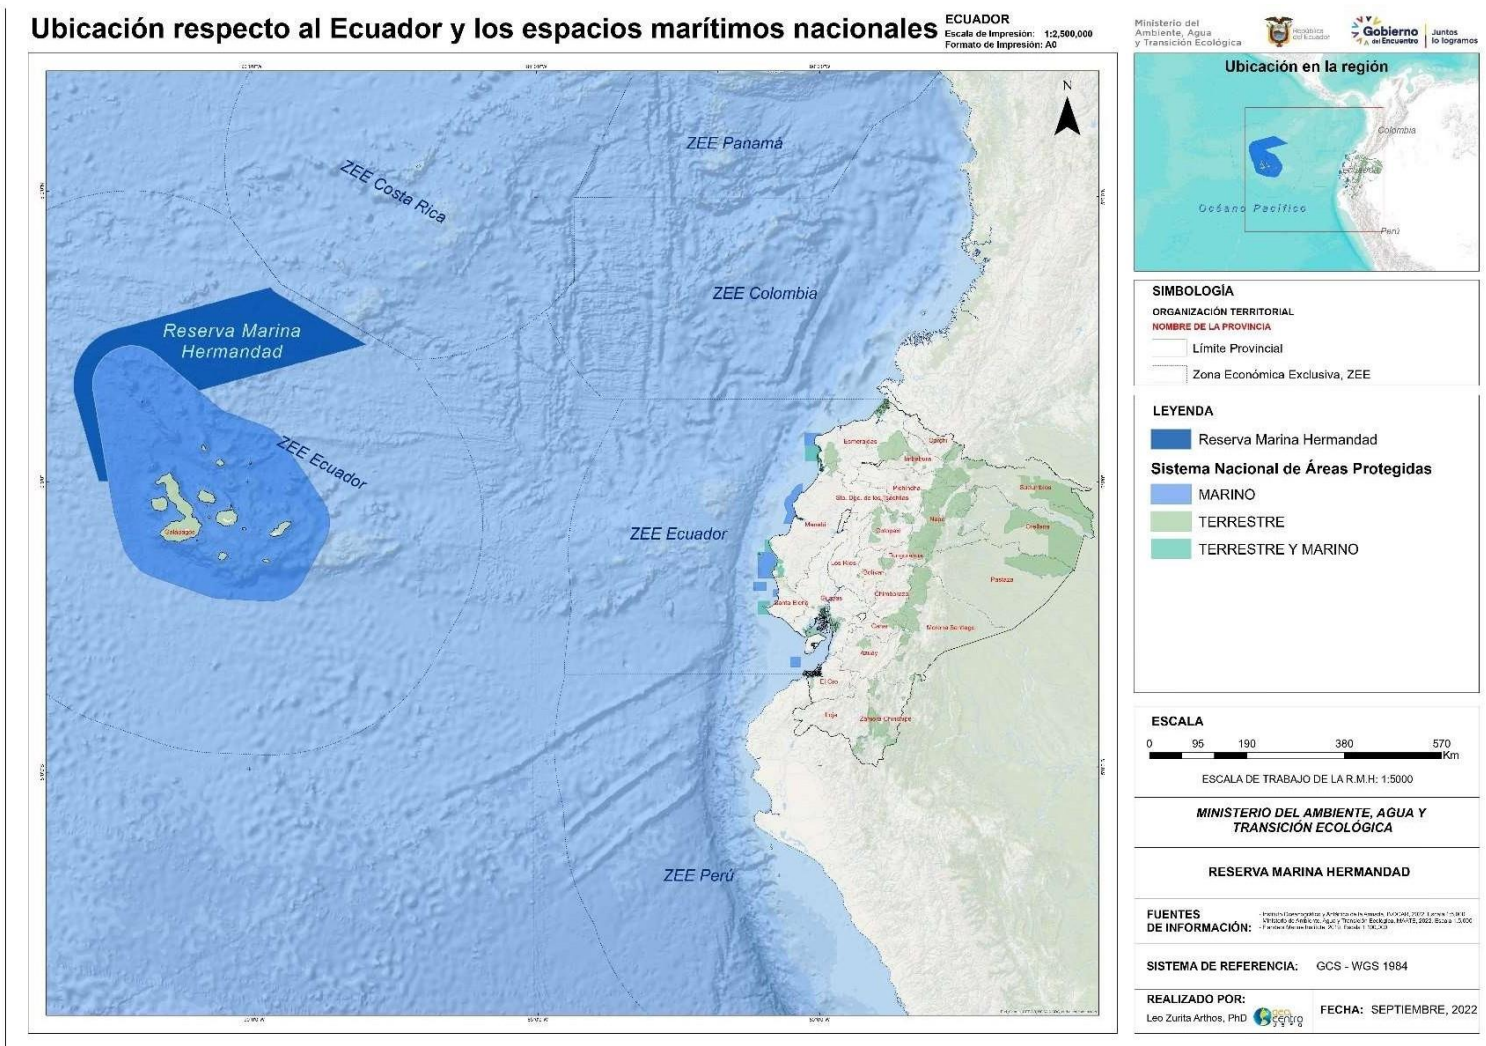 Ubicación respecto al Ecuador y los espacios marítimos nacionales
ECUADOR
Escala de Impresión: 1:2,500,000
Formato de Impresión: A0
Ministerio del
Ambiente, Agua
y Transición Ecológica
República
del Ecuador
Gobierno
del Encuentro
Juntos
lo logramos
N
ZEE Panamá
ZEE Costa Rica
ZEE Colombia
Reserva Marina
Hermandad
ZEE Ecuador
ZEE Ecuador
ZEE Perú
Galápagos
Esmeraldas
Carchi
Imbabura
Pichincha
Sto. Dgo. de los Tsáchilas
Sucumbíos
Manabí
Napo
Orellana
Cotopaxi
Tungurahua
Los Ríos
Bolívar
Pastaza
Chimborazo
Santa Elena
Guayas
Cañar
Morona Santiago
Azuay
El Oro
Loja
Zamora Chinchipe
Ubicación en la región
Colombia
Ecuador
Océano Pacífico
Perú
SIMBOLOGÍA
ORGANIZACIÓN TERRITORIAL
NOMBRE DE LA PROVINCIA
Límite Provincial
Zona Económica Exclusiva, ZEE
LEYENDA
Reserva Marina Hermandad
Sistema Nacional de Áreas Protegidas
MARINO
TERRESTRE
TERRESTRE Y MARINO
ESCALA
0 95 190 380 570
Km
ESCALA DE TRABAJO DE LA R.M.H: 1:5000
MINISTERIO DEL AMBIENTE, AGUA Y
TRANSICIÓN ECOLÓGICA
RESERVA MARINA HERMANDAD
FUENTES
DE INFORMACIÓN:
SISTEMA DE REFERENCIA: GCS - WGS 1984
REALIZADO POR:
Leo Zurita Arthos, PhD
geo
centro
FECHA: SEPTIEMBRE, 2022